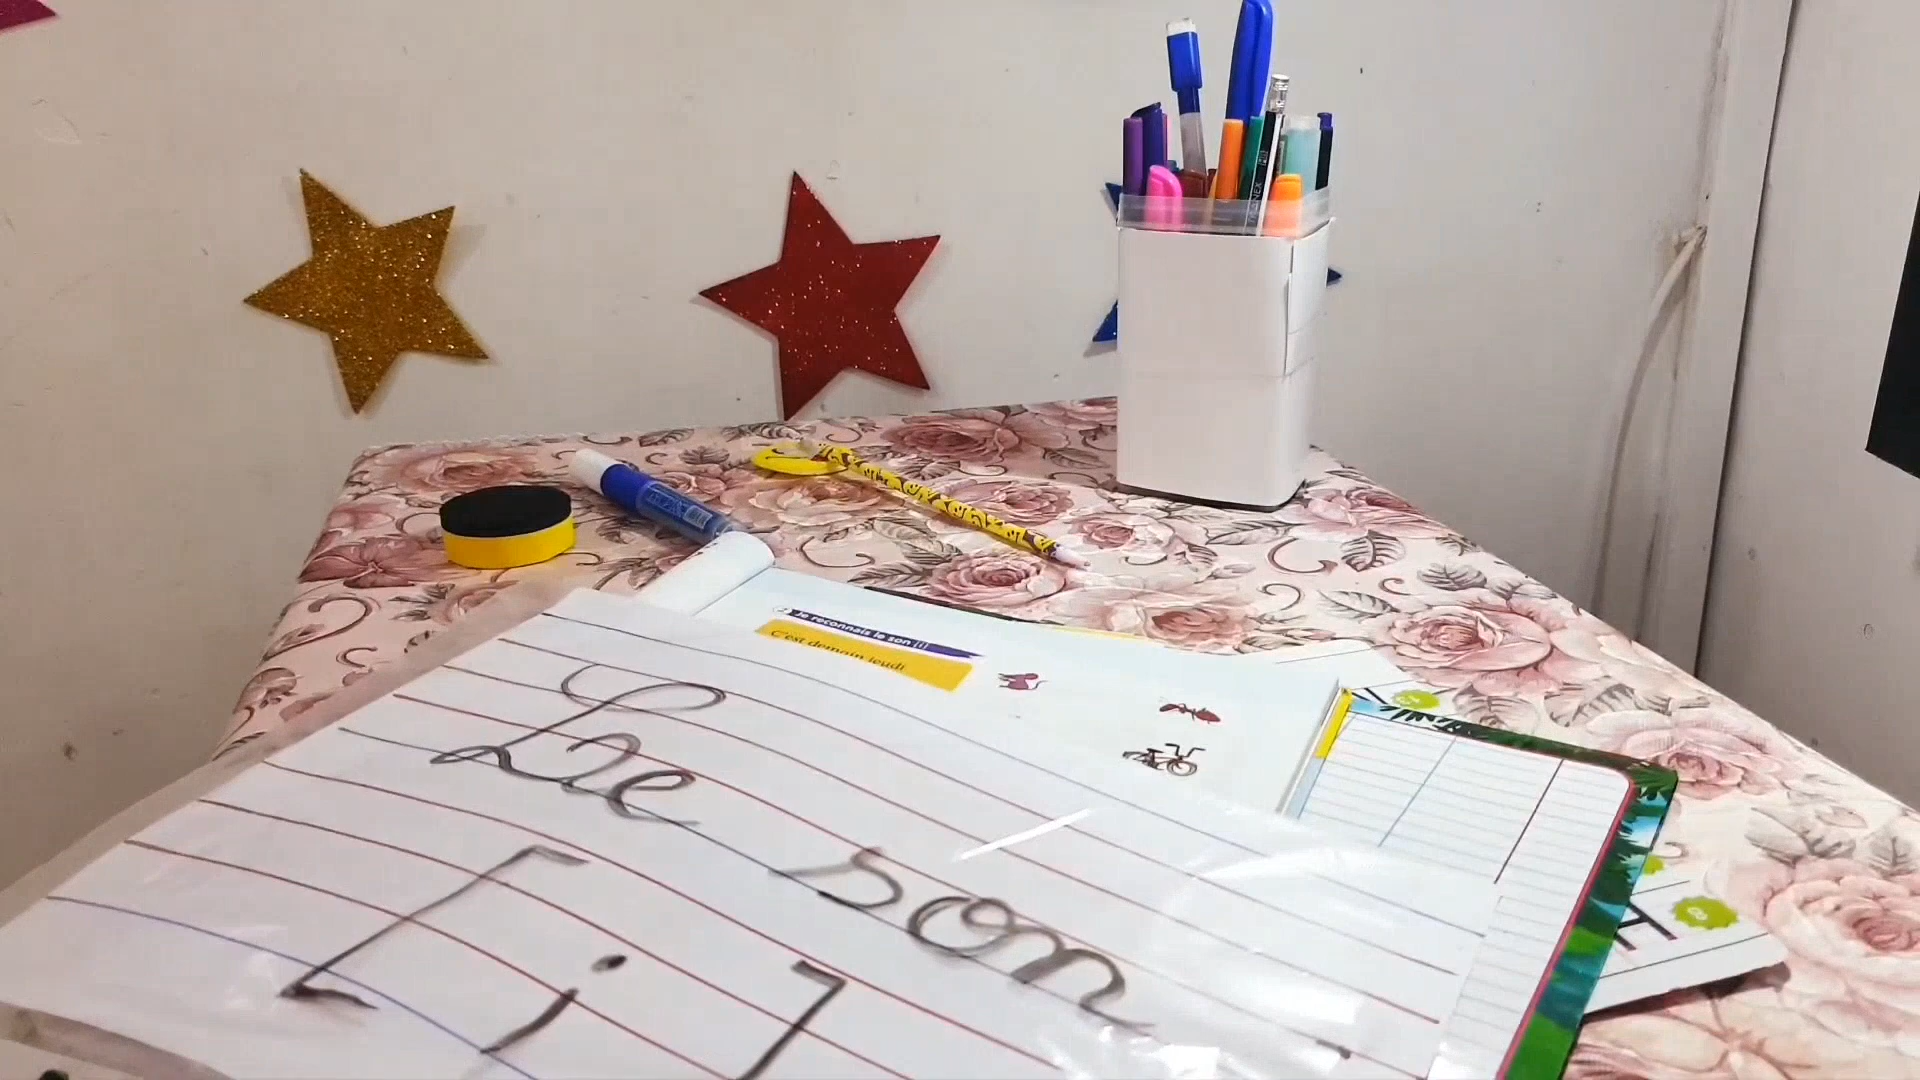 Je reconnais le son [i]
C'est demain jeudi
Le son
[i]